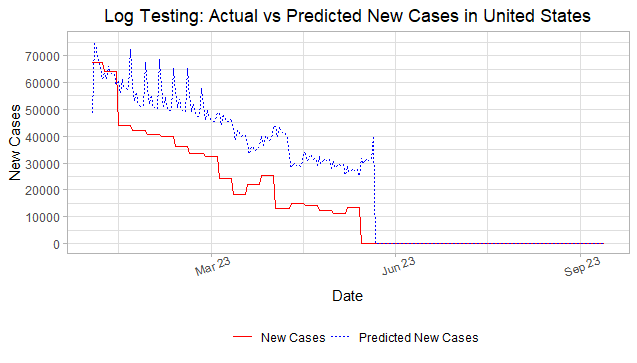 Log Testing: Actual vs Predicted New Cases in United States
70000
60000
50000
40000
30000
20000
10000
0
New Cases
Mar 23
Jun 23
Sep 23
Date
New Cases
Predicted New Cases